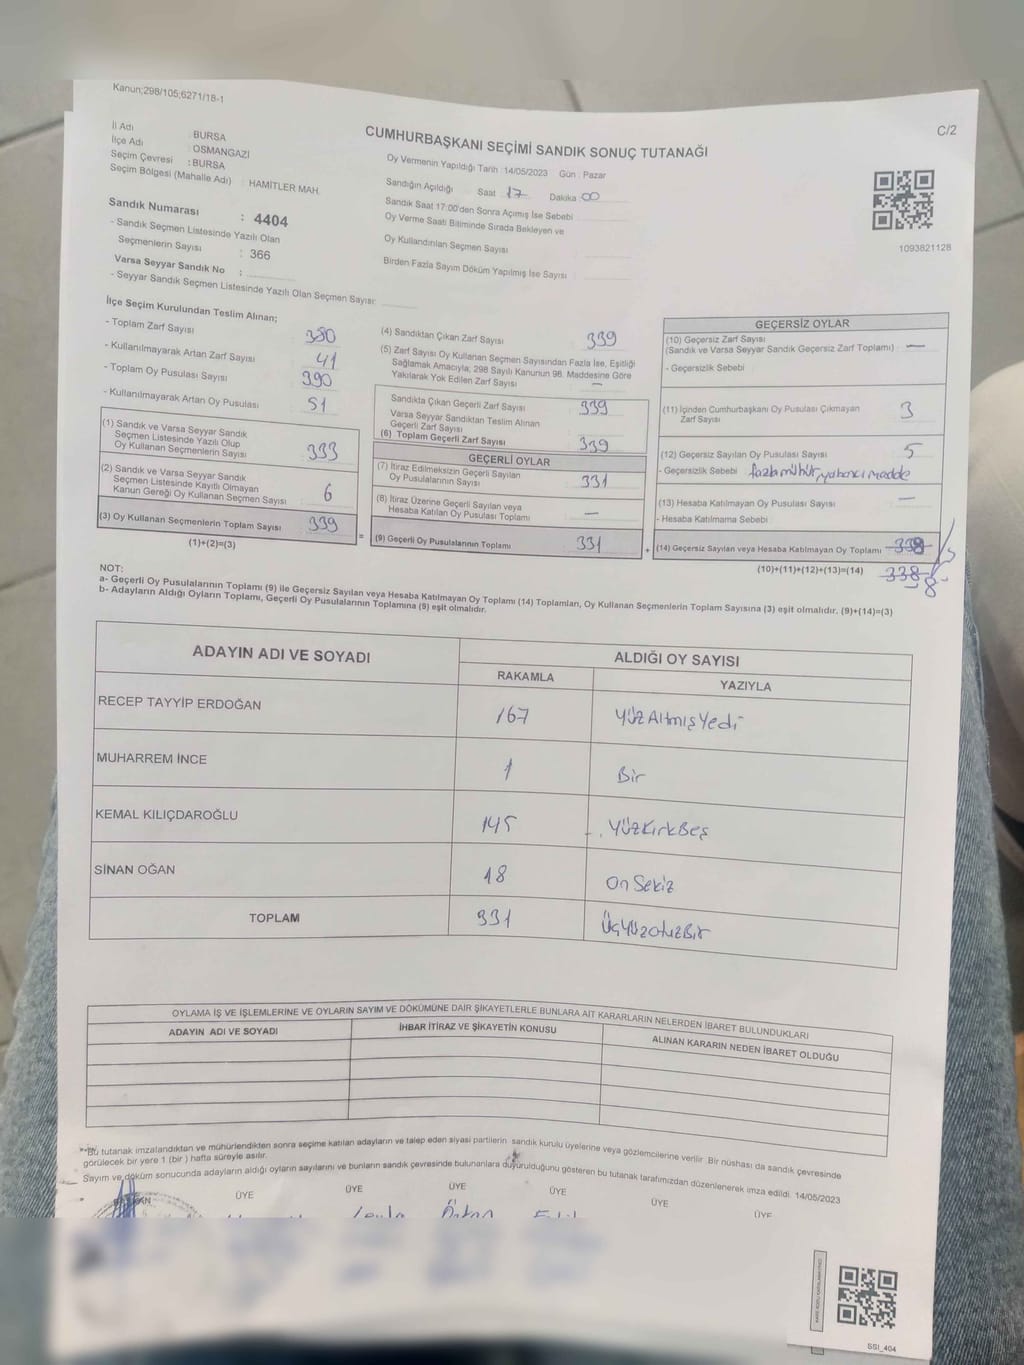 Kanun;298/105;6271/18-1
C/2
CUMHURBAŞKANI SEÇİMİ SANDIK SONUÇ TUTANAĞI
İl Adı : BURSA
İlçe Adı : OSMANGAZİ
Seçim Çevresi : BURSA
Seçim Bölgesi (Mahalle Adı) : HAMİTLER MAH.
Sandık Numarası : 4404
- Sandık Seçmen Listesinde Yazılı Olan
Seçmenlerin Sayısı : 366
Varsa Seyyar Sandık No :
- Seyyar Sandık Seçmen Listesinde Yazılı Olan Seçmen Sayısı:
Oy Vermenin Yapıldığı Tarih : 14/05/2023 Gün : Pazar
Sandığın Açıldığı Saat 17 Dakika 00
Sandık Saat 17:00'den Sonra Açımış İse Sebebi
Oy Verme Saati Bitiminde Sırada Bekleyen ve
Oy Kullandırılan Seçmen Sayısı
Birden Fazla Sayım Döküm Yapılmış İse Sayısı
1093821128
İlçe Seçim Kurulundan Teslim Alınan;
- Toplam Zarf Sayısı 380
- Kullanılmayarak Artan Zarf Sayısı 41
- Toplam Oy Pusulası Sayısı 390
- Kullanılmayarak Artan Oy Pusulası 51
(1) Sandık ve Varsa Seyyar Sandık
Seçmen Listesinde Yazılı Olup
Oy Kullanan Seçmenlerin Sayısı 333
(2) Sandık ve Varsa Seyyar Sandık
Seçmen Listesinde Kayıtlı Olmayan
Kanun Gereği Oy Kullanan Seçmen Sayısı 6
(3) Oy Kullanan Seçmenlerin Toplam Sayısı 339
(1)+(2)=(3)
(4) Sandıktan Çıkan Zarf Sayısı 339
(5) Zarf Sayısı Oy Kullanan Seçmen Sayısından Fazla İse, Eşitliği
Sağlamak Amacıyla; 298 Sayılı Kanunun 98. Maddesine Göre
Yakılarak Yok Edilen Zarf Sayısı —
Sandıkta Çıkan Geçerli Zarf Sayısı 339
Varsa Seyyar Sandıktan Teslim Alınan
Geçerli Zarf Sayısı
(6) Toplam Geçerli Zarf Sayısı 339
GEÇERLİ OYLAR
(7) İtiraz Edilmeksizin Geçerli Sayılan
Oy Pusulalarının Sayısı 331
(8) İtiraz Üzerine Geçerli Sayılan veya
Hesaba Katılan Oy Pusulası Toplamı —
(9) Geçerli Oy Pusulalarının Toplamı 331
GEÇERSİZ OYLAR
(10) Geçersiz Zarf Sayısı
(Sandık ve Varsa Seyyar Sandık Geçersiz Zarf Toplamı) : —
- Geçersizlik Sebebi
(11) İçinden Cumhurbaşkanı Oy Pusulası Çıkmayan
Zarf Sayısı 3
(12) Geçersiz Sayılan Oy Pusulası Sayısı 5
- Geçersizlik Sebebi fazla mühür, yabancı madde
(13) Hesaba Katılmayan Oy Pusulası Sayısı —
- Hesaba Katılmama Sebebi
(14) Geçersiz Sayılan veya Hesaba Katılmayan Oy Toplamı 338
(10)+(11)+(12)+(13)=(14) 338
8
NOT:
a- Geçerli Oy Pusulalarının Toplamı (9) ile Geçersiz Sayılan veya Hesaba Katılmayan Oy Toplamı (14) Toplamları, Oy Kullanan Seçmenlerin Toplam Sayısına (3) eşit olmalıdır. (9)+(14)=(3)
b- Adayların Aldığı Oyların Toplamı, Geçerli Oy Pusulalarının Toplamına (9) eşit olmalıdır.
ADAYIN ADI VE SOYADI ALDIĞI OY SAYISI
RAKAMLA YAZIYLA
RECEP TAYYİP ERDOĞAN 167 YüzAltmışYedi
MUHARREM İNCE 1 Bir
KEMAL KILIÇDAROĞLU 145 YüzKırkBeş
SİNAN OĞAN 18 On Sekiz
TOPLAM 331 ÜçYüzotuzBir
OYLAMA İŞ VE İŞLEMLERİNE VE OYLARIN SAYIM VE DÖKÜMÜNE DAİR ŞİKAYETLERLE BUNLARA AİT KARARLARIN NELERDEN İBARET BULUNDUKLARI
ADAYIN ADI VE SOYADI İHBAR İTİRAZ VE ŞİKAYETİN KONUSU ALINAN KARARIN NEDEN İBARET OLDUĞU
Bu tutanak imzalandıktan ve mühürlendikten sonra seçime katılan adayların ve talep eden siyasi partilerin sandık kurulu üyelerine veya gözlemcilerine verilir. Bir nüshası da sandık çevresinde
görülecek bir yere 1 (bir) hafta süreyle asılır.
Sayım ve döküm sonucunda adayların aldığı oyların sayılarını ve bunların sandık çevresinde bulunanlara duyurulduğunu gösteren bu tutanak tarafımızdan düzenlenerek imza edildi. 14/05/2023
BAŞKAN ÜYE ÜYE ÜYE ÜYE ÜYE ÜYE
SSİ_404